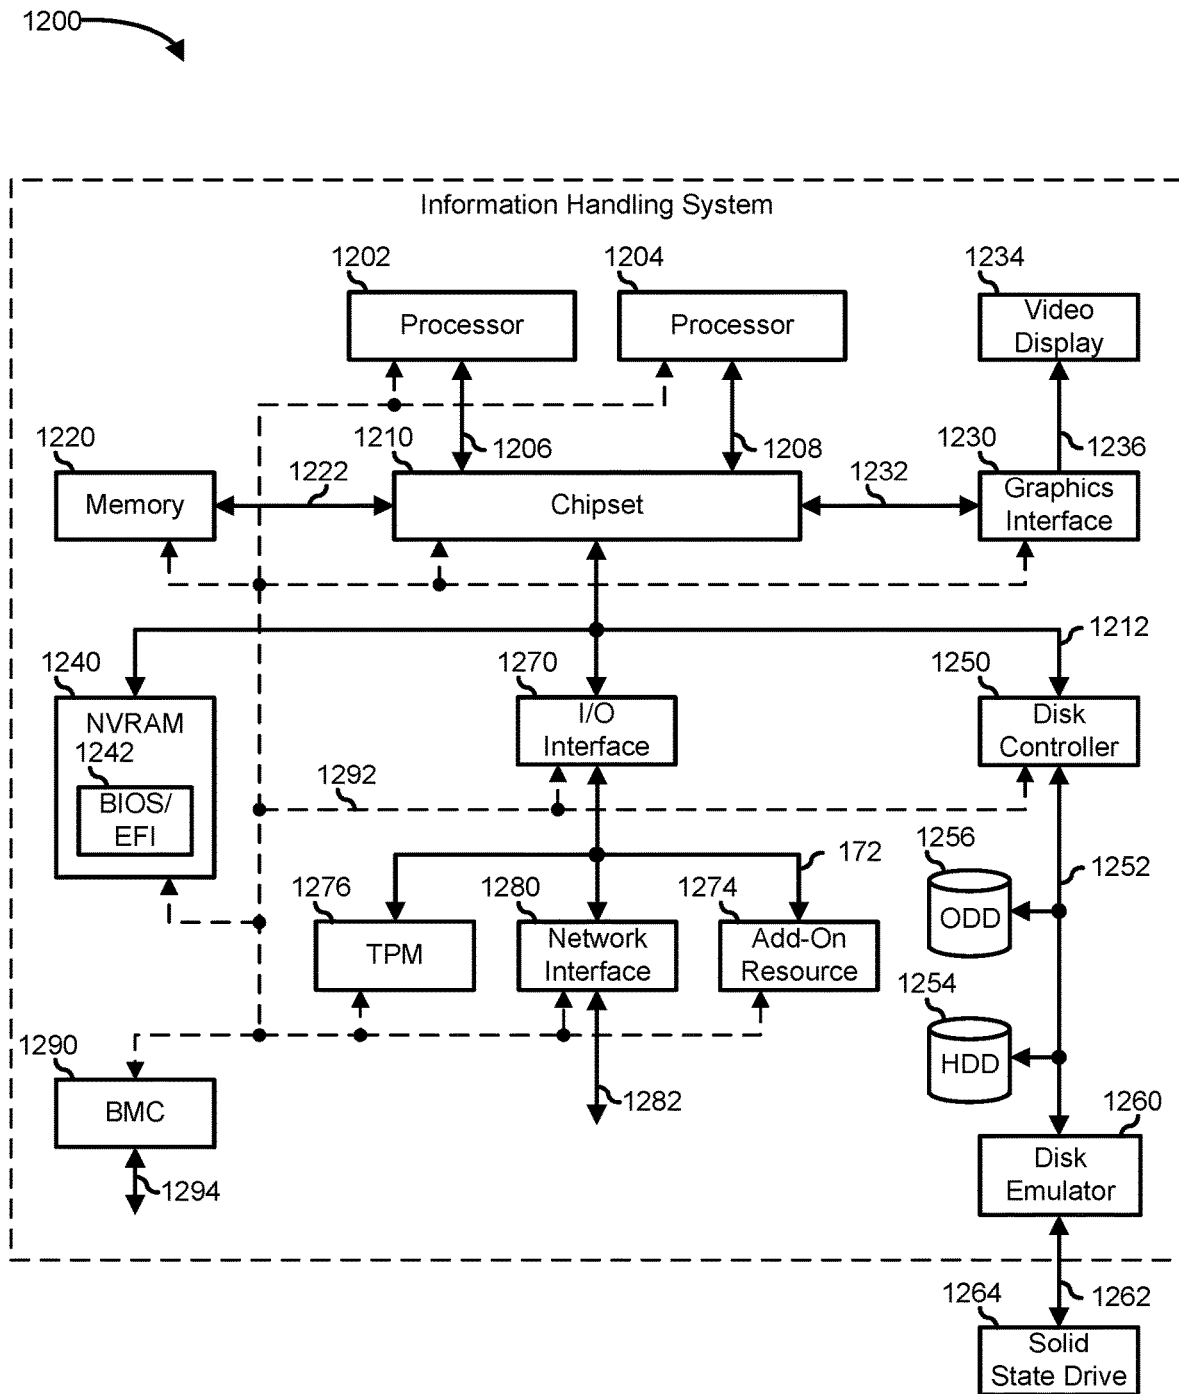 1200
Information Handling System
1202
1204
1234
Processor
Processor
Video
Display
1220
1210
1206
1208
1230
1236
1222
1232
Memory
Chipset
Graphics
Interface
1212
1240
1270
1250
NVRAM
I/O
Interface
Disk
Controller
1242
BIOS/
EFI
1292
1256
1252
172
1276
1280
1274
ODD
TPM
Network
Interface
Add-On
Resource
1254
1290
HDD
BMC
1282
1260
1294
Disk
Emulator
1264
1262
Solid
State Drive